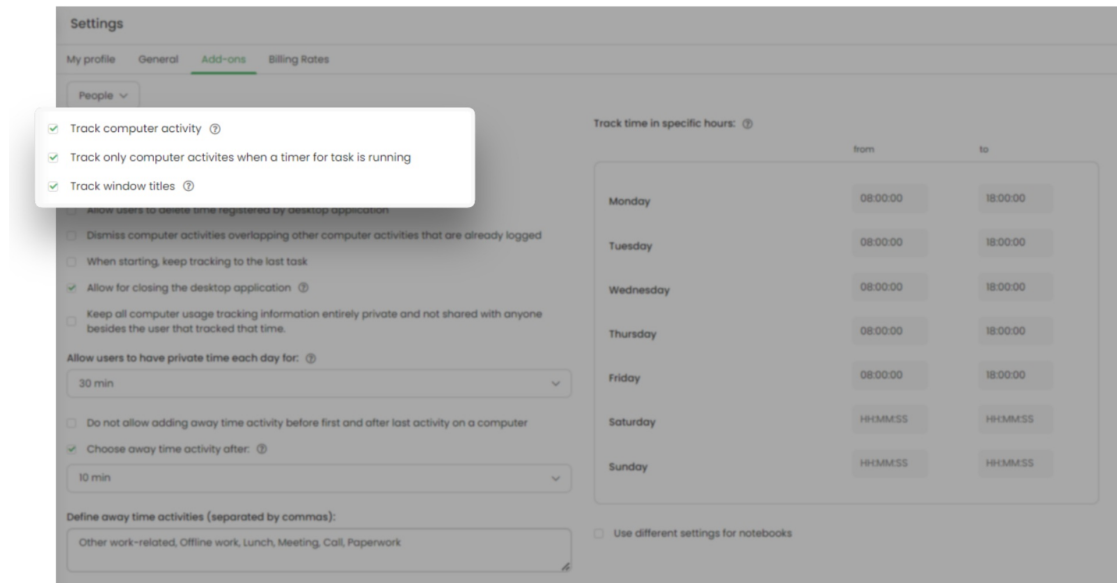 Settings
My profile General Add-ons Billing Rates
People
Track computer activity
Track only computer activites when a timer for task is running
Track window titles
Allow users to delete time registered by desktop application
Dismiss computer activities overlapping other computer activities that are already logged
When starting, keep tracking to the last task
Allow for closing the desktop application
Keep all computer usage tracking information entirely private and not shared with anyone
besides the user that tracked that time.
Allow users to have private time each day for:
30 min
Do not allow adding away time activity before first and after last activity on a computer
Choose away time activity after:
10 min
Define away time activities (separated by commas):
Other work-related, Offline work, Lunch, Meeting, Call, Paperwork
Track time in specific hours:
from to
Monday 08:00:00 18:00:00
Tuesday 08:00:00 18:00:00
Wednesday 08:00:00 18:00:00
Thursday 08:00:00 18:00:00
Friday 08:00:00 18:00:00
Saturday HH:MM:SS HH:MM:SS
Sunday HH:MM:SS HH:MM:SS
Use different settings for notebooks